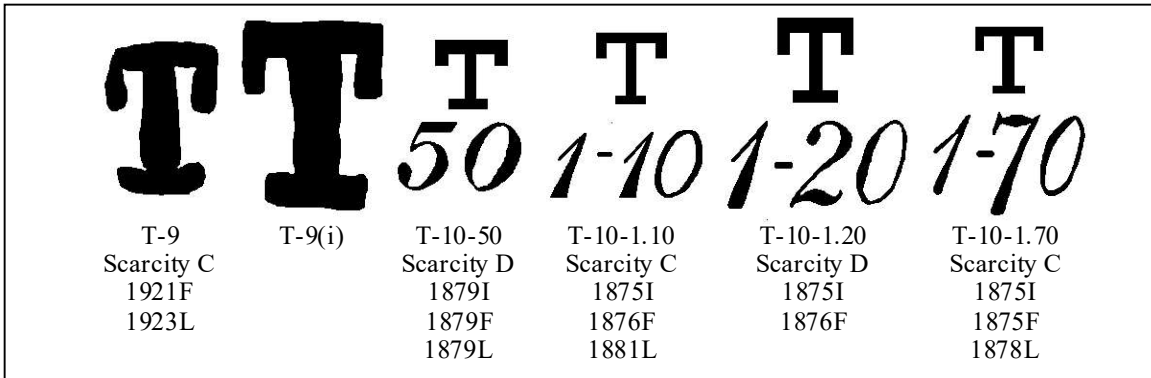 T T T T T T
50 1-10 1-20 1-70
T-9 T-9(i) T-10-50 T-10-1.10 T-10-1.20 T-10-1.70
Scarcity C Scarcity D Scarcity C Scarcity D Scarcity C
1921F 1879I 1875I 1875I 1875I
1923L 1879F 1876F 1876F 1875F
1879L 1881L 1878L